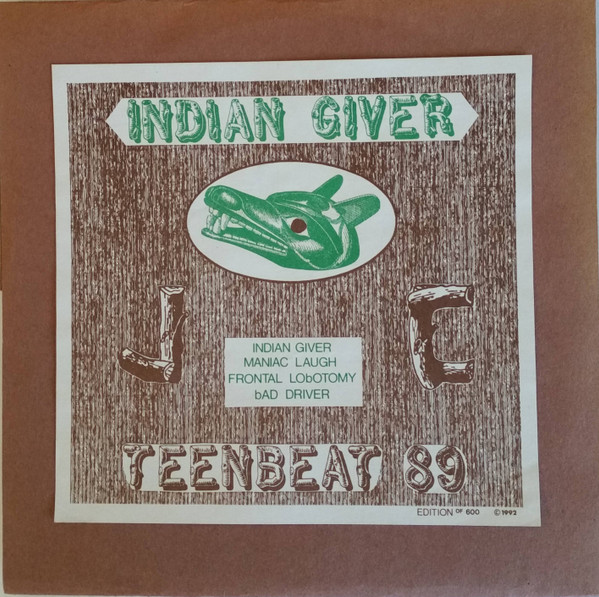 INDIAN GIVER
J C
INDIAN GIVER
MANIAC LAUGH
FRONTAL LObOTOMY
bAD DRIVER
TEENBEAT 89
EDITION OF 600 ©1992